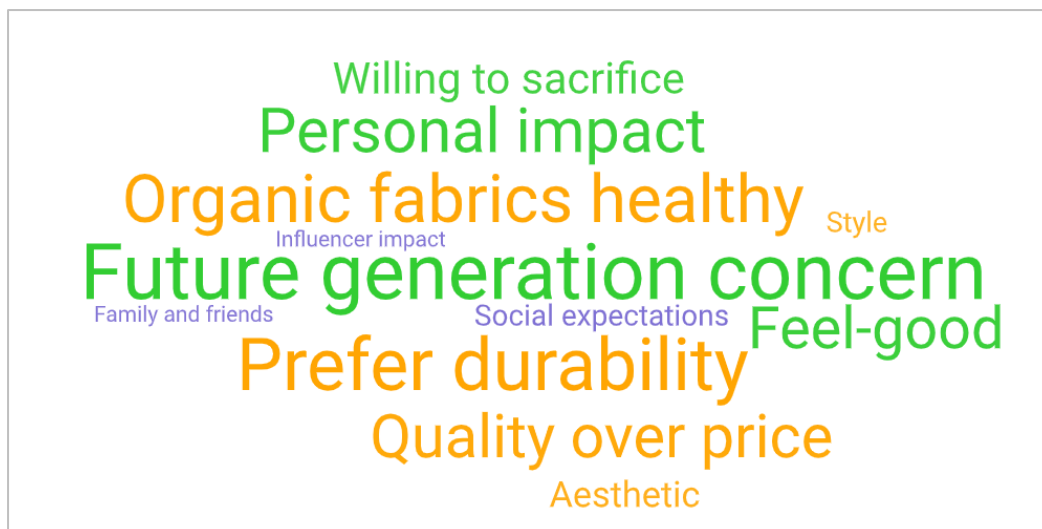 Willing to sacrifice
Personal impact
Organic fabrics healthy
Style
Influencer impact
Future generation concern
Family and friends
Social expectations
Feel-good
Prefer durability
Quality over price
Aesthetic